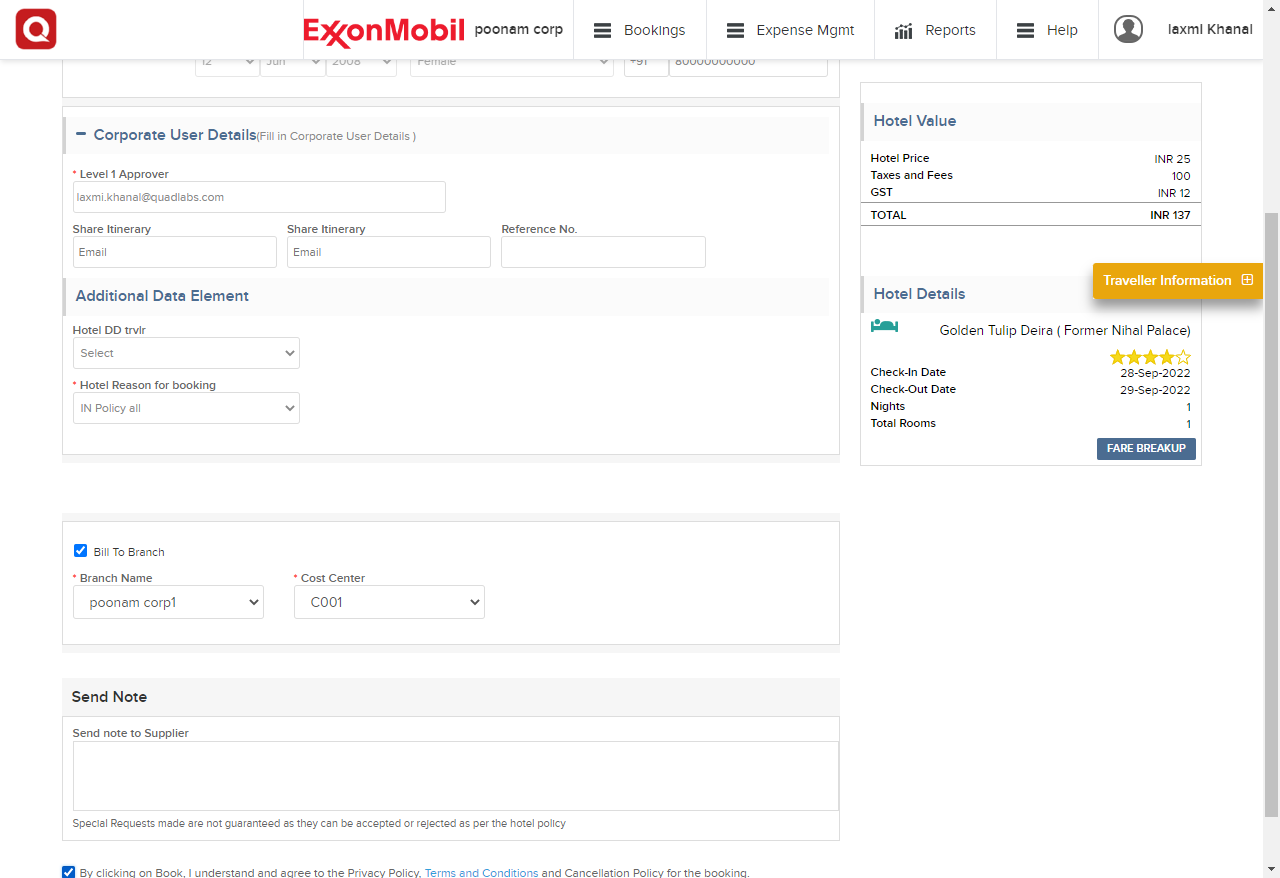 Q
ExxonMobil
poonam corp
Bookings
Expense Mgmt
Reports
Help
laxmi Khanal
12
Jun
2008
Female
+91
80000000000
Corporate User Details(Fill in Corporate User Details )
* Level 1 Approver
laxmi.khanal@quadlabs.com
Share Itinerary
Share Itinerary
Reference No.
Email
Email
Additional Data Element
Hotel DD trvlr
Select
* Hotel Reason for booking
IN Policy all
Bill To Branch
* Branch Name
* Cost Center
poonam corp1
C001
Send Note
Send note to Supplier
Special Requests made are not guaranteed as they can be accepted or rejected as per the hotel policy
By clicking on Book, I understand and agree to the Privacy Policy, Terms and Conditions and Cancellation Policy for the booking.
Hotel Value
Hotel Price INR 25
Taxes and Fees 100
GST INR 12
TOTAL INR 137
Traveller Information
Hotel Details
Golden Tulip Deira ( Former Nihal Palace)
Check-In Date 28-Sep-2022
Check-Out Date 29-Sep-2022
Nights 1
Total Rooms 1
FARE BREAKUP